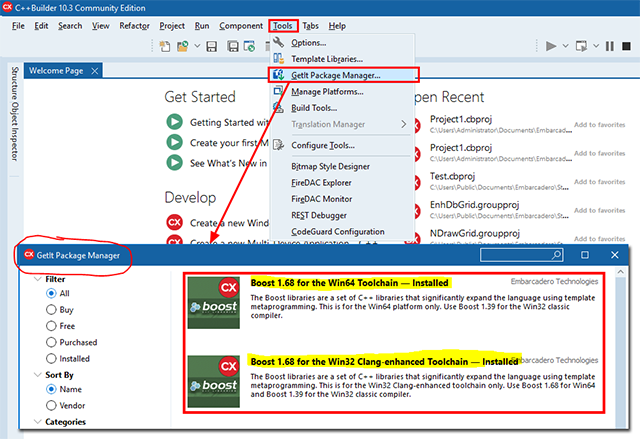 C++Builder 10.3 Community Edition
File Edit Search View Refactor Project Run Component Tools Tabs Help
Welcome Page
Structure Object Inspector
Options...
Template Libraries...
GetIt Package Manager...
Manage Platforms...
Build Tools...
Translation Manager
Configure Tools...
Bitmap Style Designer
FireDAC Explorer
FireDAC Monitor
REST Debugger
CodeGuard Configuration
Get Started
Getting Started wit
Create your first M
See What's New in
Develop
Create a new Wind
Create a new Multi-Device Application - C++
pen Recent
Project1.cbproj
C:\Users\Administrator\Documents\Embarcad...
Add to favorites
Project1.cbproj
C:\Users\Administrator\Documents\Embarcad...
Add to favorites
Test.cbproj
C:\Users\Public\Documents\Embarcadero\St...
Add to favorites
EnhDbGrid.groupproj
C:\Users\Public\Documents\Embarcadero\St...
Add to favorites
NDrawGrid.groupproj
Add to favorites
CX GetIt Package Manager
Filter
All
Buy
Free
Purchased
Installed
Sort By
Name
Vendor
Categories
CX
boost
Boost 1.68 for the Win64 Toolchain — Installed
Embarcadero Technologies
The Boost libraries are a set of C++ libraries that significantly expand the language using template
metaprogramming. This is for the Win64 platform only. Use Boost 1.39 for the Win32 classic
compiler.
CX
boost
Boost 1.68 for the Win32 Clang-enhanced Toolchain — Installed
Embarcadero Technologies
The Boost libraries are a set of C++ libraries that significantly expand the language using template
metaprogramming. This is for the Win32 Clang-enhanced toolchain only. Use Boost 1.68 for Win64
and Boost 1.39 for the Win32 classic compiler.